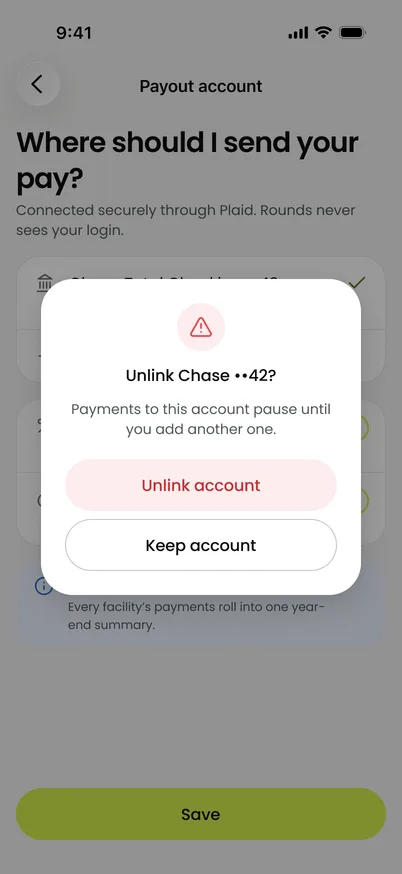 9:41
Payout account
Where should I send your
pay?
Connected securely through Plaid. Rounds never
sees your login.
Unlink Chase ••42?
Payments to this account pause until
you add another one.
Unlink account
Keep account
Every facility’s payments roll into one year-
end summary.
Save